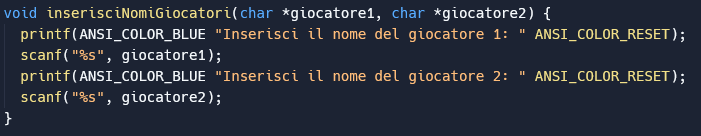 void inserisciNomiGiocatori(char *giocatore1, char *giocatore2) {
  printf(ANSI_COLOR_BLUE "Inserisci il nome del giocatore 1: " ANSI_COLOR_RESET);
  scanf("%s", giocatore1);
  printf(ANSI_COLOR_BLUE "Inserisci il nome del giocatore 2: " ANSI_COLOR_RESET);
  scanf("%s", giocatore2);
}